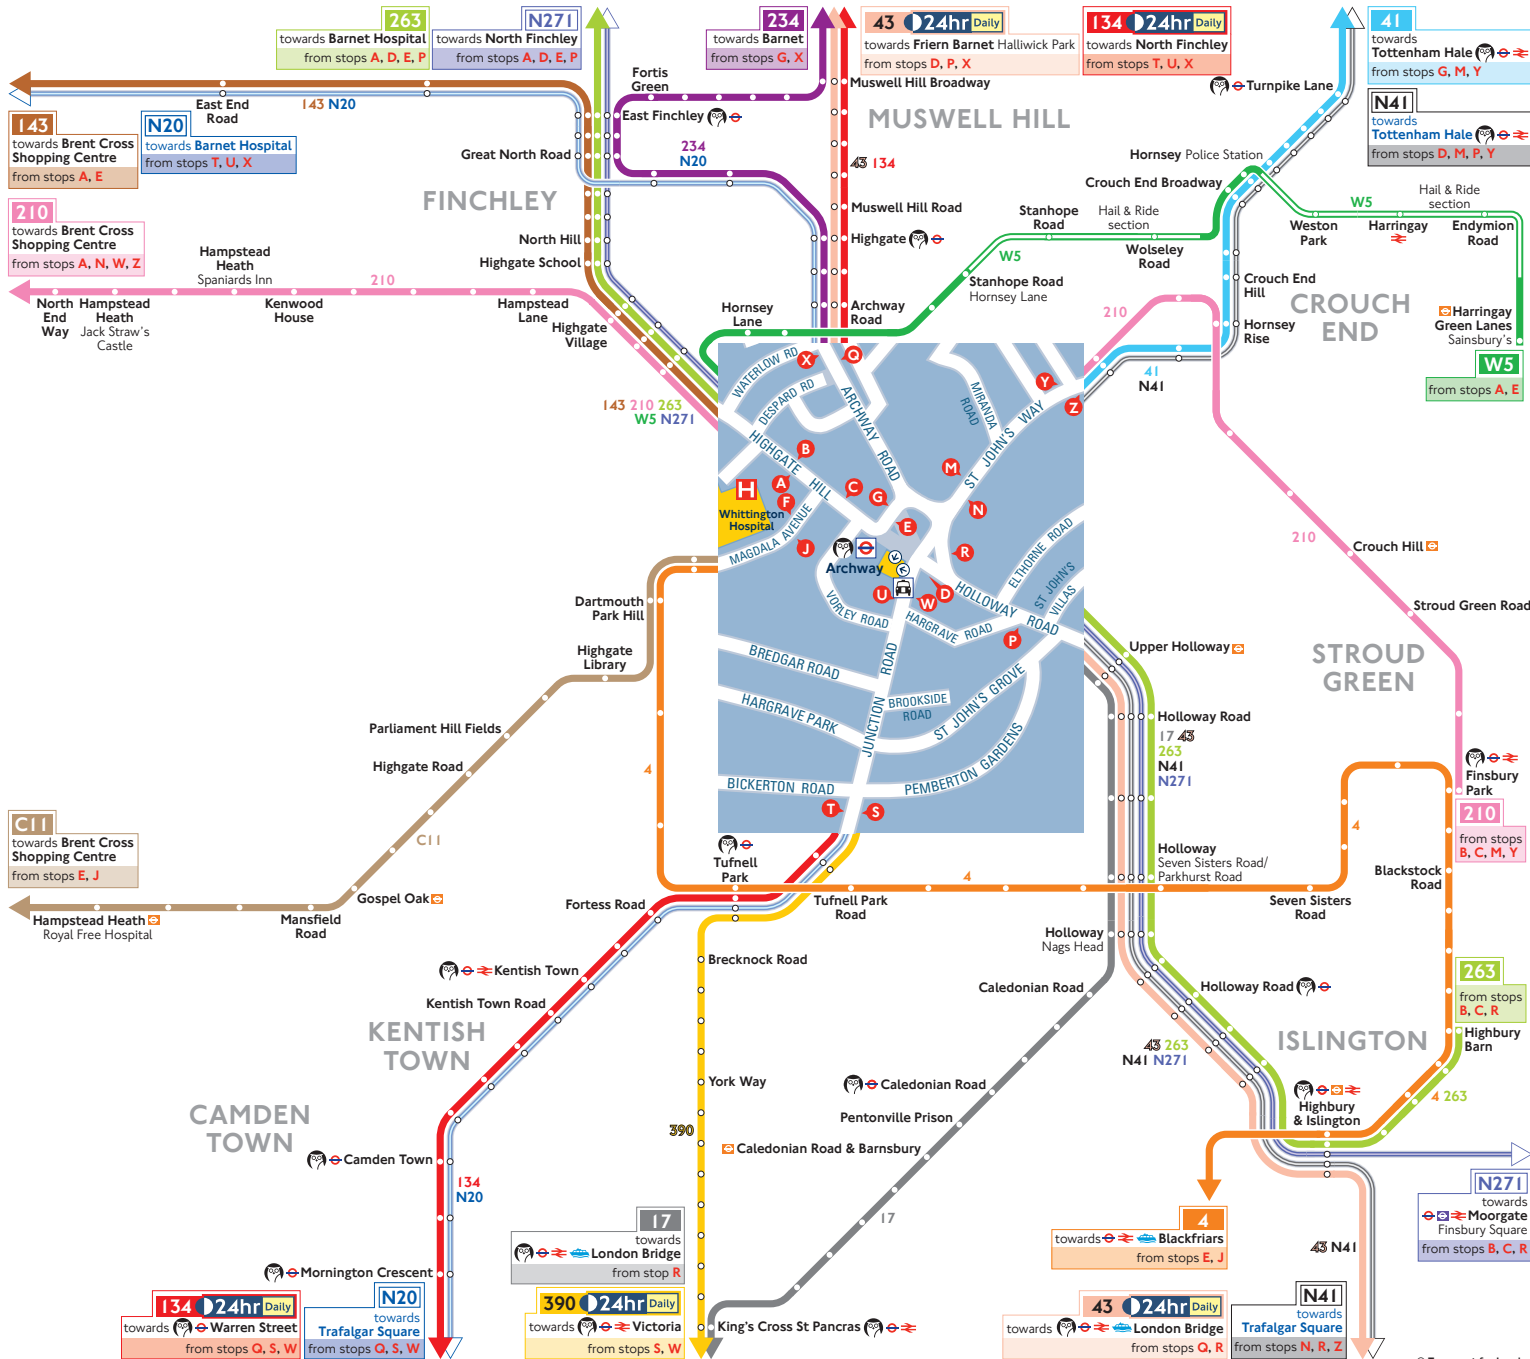 263
towards Barnet Hospital
from stops A, D, E, P
N271
towards North Finchley
from stops A, D, E, P
234
towards Barnet
from stops G, X
43 24hr Daily
towards Friern Barnet Halliwick Park
from stops D, P, X
134 24hr Daily
towards North Finchley
from stops T, U, X
41
towards
Tottenham Hale
from stops G, M, Y
N41
towards
Tottenham Hale
from stops D, M, P, Y
143
towards Brent Cross
Shopping Centre
from stops A, E
N20
towards Barnet Hospital
from stops T, U, X
210
towards Brent Cross
Shopping Centre
from stops A, N, W, Z
East End
Road
143 N20
Fortis
Green
East Finchley
Great North Road
234
N20
FINCHLEY
North Hill
Highgate School
Hampstead
Heath
Spaniards Inn
210
North
End
Way
Hampstead
Heath
Jack Straw's
Castle
Kenwood
House
Hampstead
Lane
Highgate
Village
143 210 263
W5 N271
Muswell Hill Broadway
MUSWELL HILL
43 134
Muswell Hill Road
Highgate
Archway
Road
Hornsey
Lane
Turnpike Lane
Hornsey Police Station
Crouch End Broadway
Stanhope
Road
Hail & Ride
section
Wolseley
Road
W5
Stanhope Road
Hornsey Lane
W5
Hail & Ride
section
Weston
Park
Harringay
Endymion
Road
Crouch End
Hill
CROUCH
END
Hornsey
Rise
Harringay
Green Lanes
Sainsbury's
W5
from stops A, E
210
41
N41
WATERLOW RD
DESPARD RD
ARCHWAY
ROAD
MIRANDA
ROAD
ST JOHN'S WAY
HIGHGATE
HILL
X
Q
Y
Z
B
A
F
C
G
M
N
E
R
J
H
Whittington
Hospital
MAGDALA AVENUE
Archway
U
W
D
P
ELTHORNE ROAD
ST JOHN'S
VILLAS
HOLLOWAY
ROAD
VORLEY ROAD
HARGRAVE ROAD
BREDGAR ROAD
HARGRAVE PARK
JUNCTION
ROAD
BROOKSIDE
ROAD
ST JOHN'S GROVE
BICKERTON ROAD
PEMBERTON GARDENS
T
S
210
Crouch Hill
Stroud Green Road
STROUD
GREEN
Finsbury
Park
210
from stops
B, C, M, Y
Dartmouth
Park Hill
Highgate
Library
Parliament Hill Fields
Highgate Road
4
C11
C11
towards Brent Cross
Shopping Centre
from stops E, J
Hampstead Heath
Royal Free Hospital
Mansfield
Road
Gospel Oak
Upper Holloway
Holloway Road
17 43
263
N41
N271
Holloway
Seven Sisters Road/
Parkhurst Road
Tufnell
Park
4
Tufnell Park
Road
Seven Sisters
Road
4
Blackstock
Road
Holloway
Nags Head
Fortess Road
Kentish Town
Kentish Town Road
KENTISH
TOWN
Brecknock Road
Caledonian Road
Holloway Road
263
from stops
B, C, R
Highbury
Barn
ISLINGTON
43 263
N41 N271
York Way
Caledonian Road
Pentonville Prison
Highbury
& Islington
4 263
CAMDEN
TOWN
390
Caledonian Road & Barnsbury
Camden Town
134
N20
Mornington Crescent
17
17
towards
London Bridge
from stop R
4
towards Blackfriars
from stops E, J
N271
towards
Moorgate
Finsbury Square
from stops B, C, R
43 N41
134 24hr Daily
towards Warren Street
from stops Q, S, W
N20
towards
Trafalgar Square
from stops Q, S, W
390 24hr Daily
towards Victoria
from stops S, W
King's Cross St Pancras
43 24hr Daily
towards London Bridge
from stops Q, R
N41
towards
Trafalgar Square
from stops N, R, Z